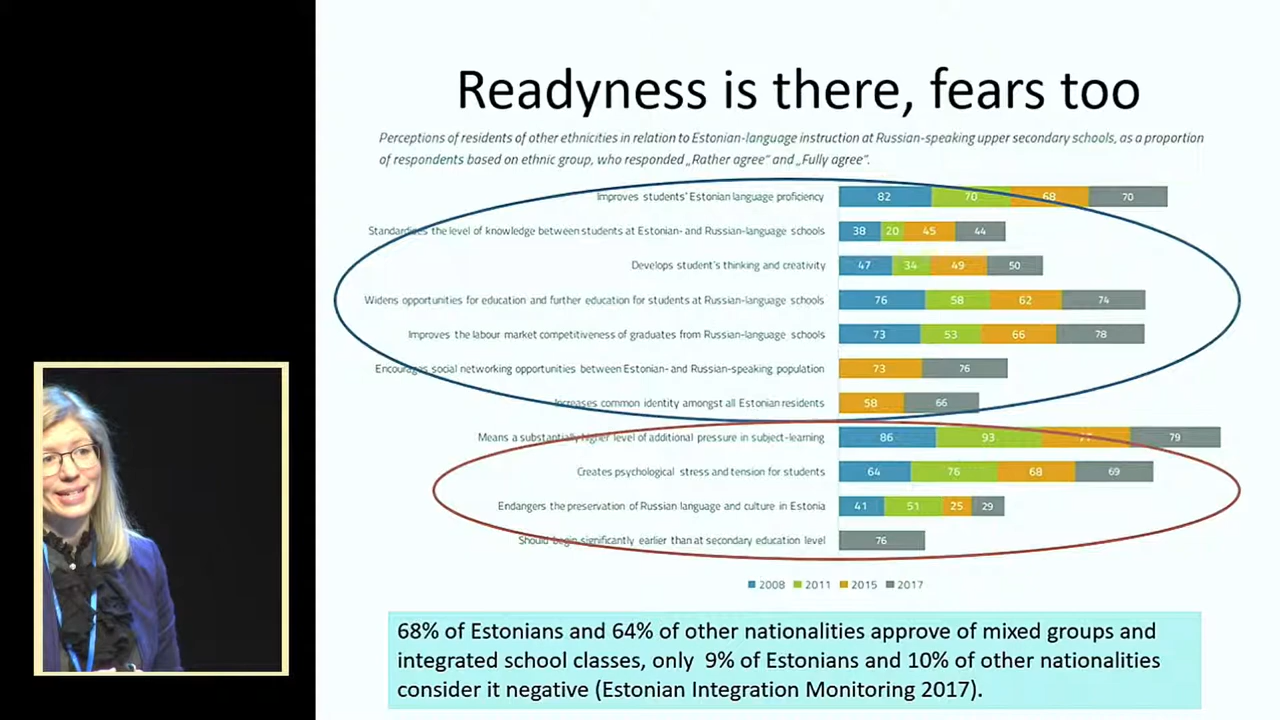 Readyness is there, fears too
Perceptions of residents of other ethnicities in relation to Estonian-language instruction at Russian-speaking upper secondary schools, as a proportion
of respondents based on ethnic group, who responded „Rather agree" and „Fully agree".
Improves students' Estonian language proficiency 82 70 68 70
Standardises the level of knowledge between students at Estonian- and Russian-language schools 38 20 45 44
Develops student's thinking and creativity 47 34 49 50
Widens opportunities for education and further education for students at Russian-language schools 76 58 62 74
Improves the labour market competitiveness of graduates from Russian-language schools 73 53 66 78
Encourages social networking opportunities between Estonian- and Russian-speaking population 73 76
Increases common identity amongst all Estonian residents 58 66
Means a substantially higher level of additional pressure in subject-learning 86 93 77 79
Creates psychological stress and tension for students 64 76 68 69
Endangers the preservation of Russian language and culture in Estonia 41 51 25 29
Should begin significantly earlier than at secondary education level 76
2008 2011 2015 2017
68% of Estonians and 64% of other nationalities approve of mixed groups and
integrated school classes, only 9% of Estonians and 10% of other nationalities
consider it negative (Estonian Integration Monitoring 2017).